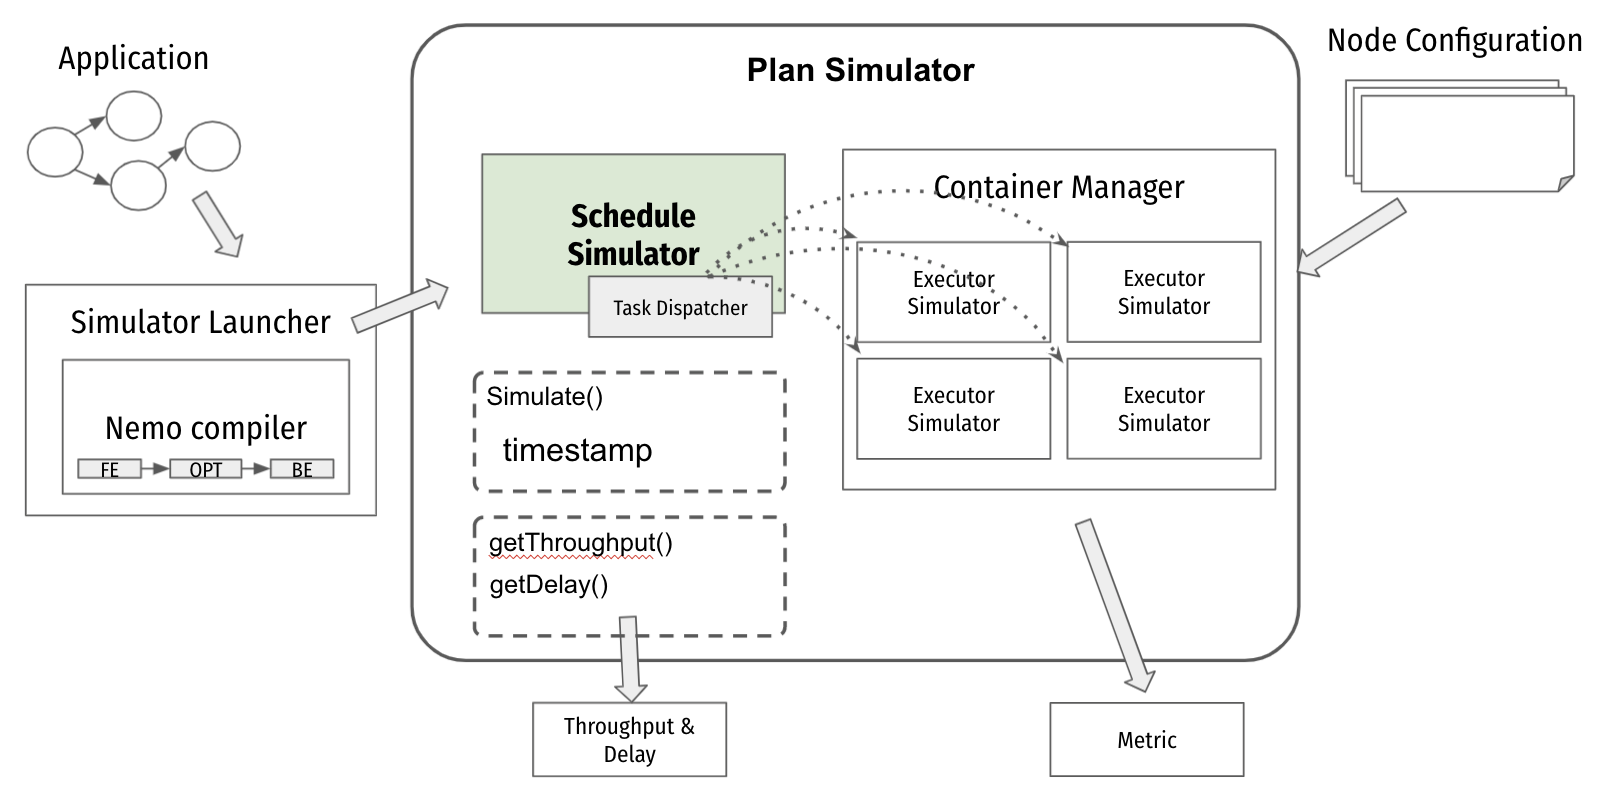 Application
Node Configuration
Plan Simulator
Schedule
Simulator
Task Dispatcher
Container Manager
Executor
Simulator
Executor
Simulator
Executor
Simulator
Executor
Simulator
Simulator Launcher
Nemo compiler
FE
OPT
BE
Simulate()
timestamp
getThroughput()
getDelay()
Throughput &
Delay
Metric